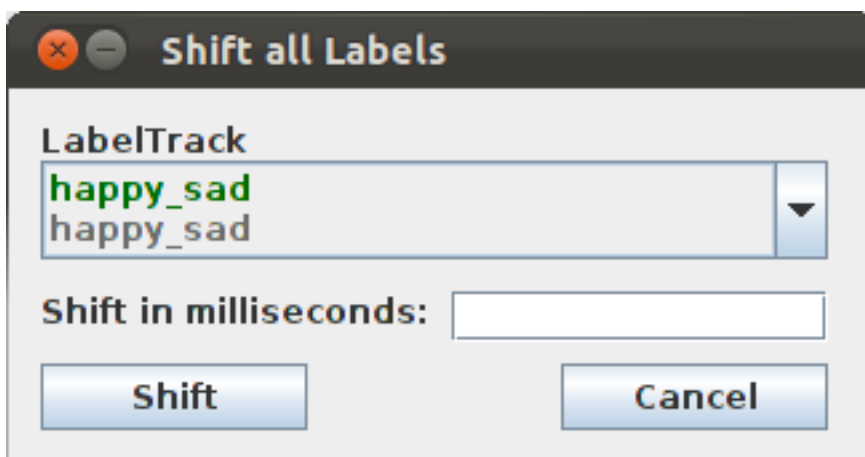 Shift all Labels
LabelTrack
happy_sad
happy_sad
Shift in milliseconds:
Shift
Cancel